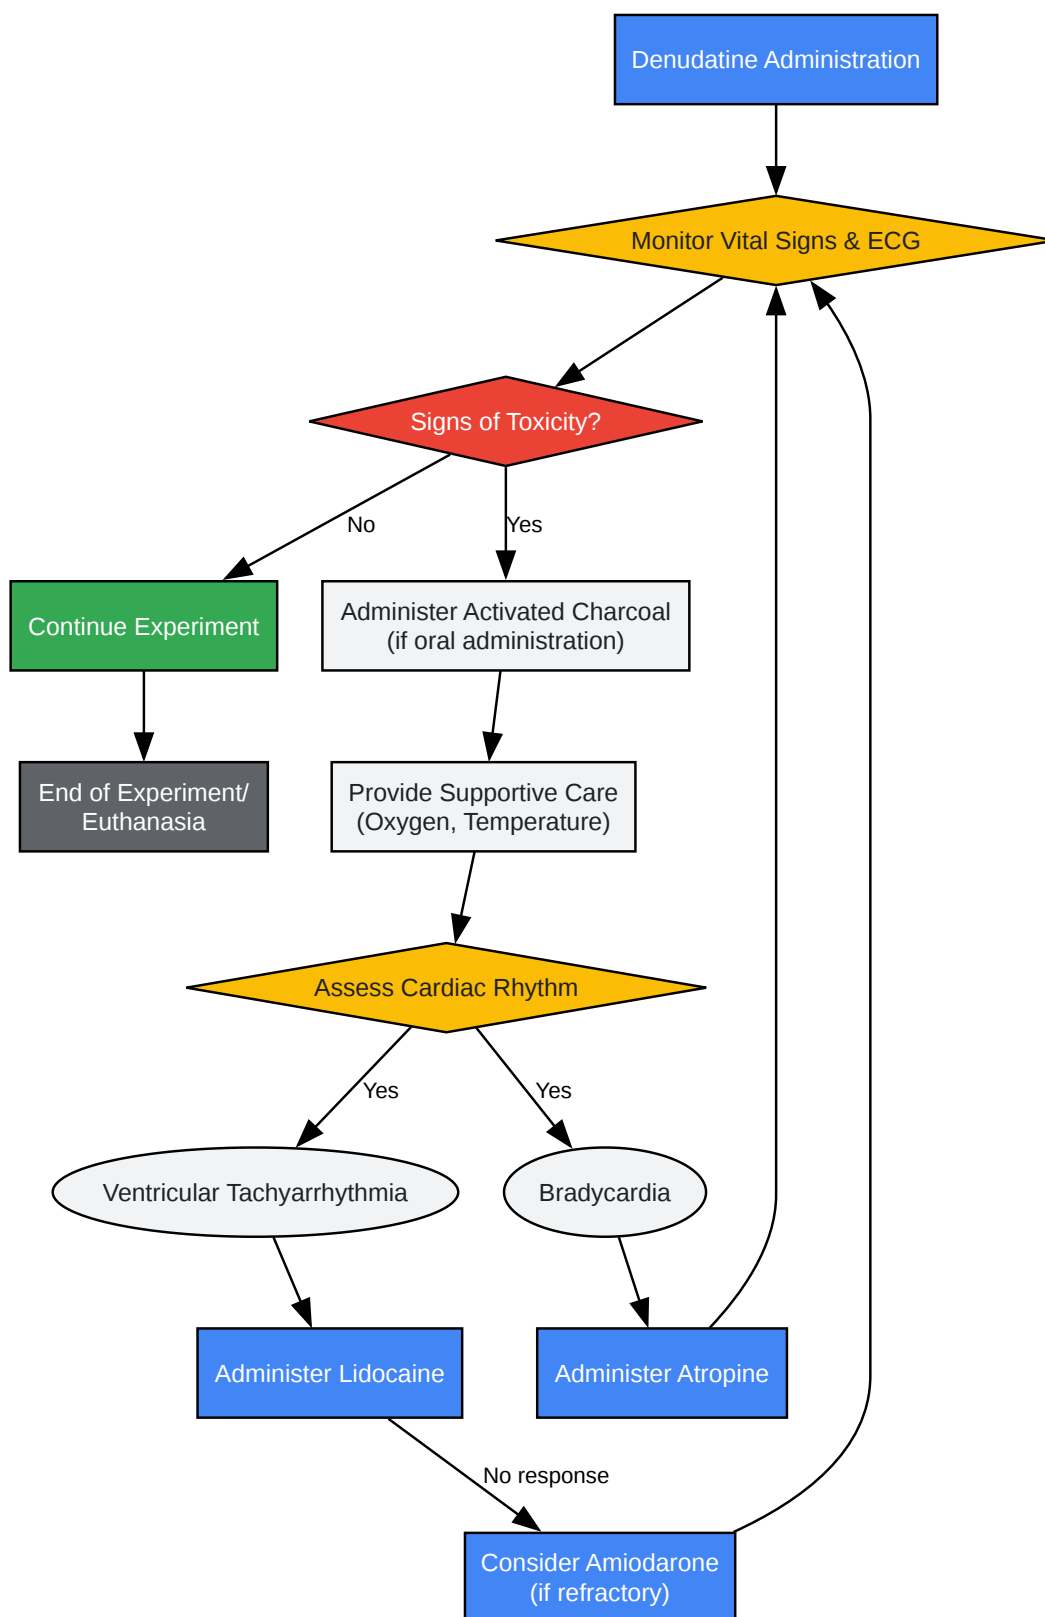 Denudatine Administration
Monitor Vital Signs & ECG
Signs of Toxicity?
No
Yes
Continue Experiment
Administer Activated Charcoal
(if oral administration)
End of Experiment/
Euthanasia
Provide Supportive Care
(Oxygen, Temperature)
Assess Cardiac Rhythm
Yes
Yes
Ventricular Tachyarrhythmia
Bradycardia
Administer Lidocaine
Administer Atropine
No response
Consider Amiodarone
(if refractory)